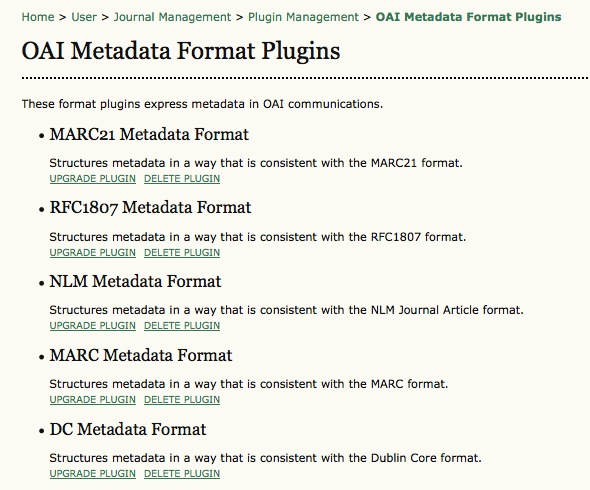 Home > User > Journal Management > Plugin Management > OAI Metadata Format Plugins
OAI Metadata Format Plugins
These format plugins express metadata in OAI communications.
• MARC21 Metadata Format
Structures metadata in a way that is consistent with the MARC21 format.
UPGRADE PLUGIN DELETE PLUGIN
• RFC1807 Metadata Format
Structures metadata in a way that is consistent with the RFC1807 format.
UPGRADE PLUGIN DELETE PLUGIN
• NLM Metadata Format
Structures metadata in a way that is consistent with the NLM Journal Article format.
UPGRADE PLUGIN DELETE PLUGIN
• MARC Metadata Format
Structures metadata in a way that is consistent with the MARC format.
UPGRADE PLUGIN DELETE PLUGIN
• DC Metadata Format
Structures metadata in a way that is consistent with the Dublin Core format.
UPGRADE PLUGIN DELETE PLUGIN